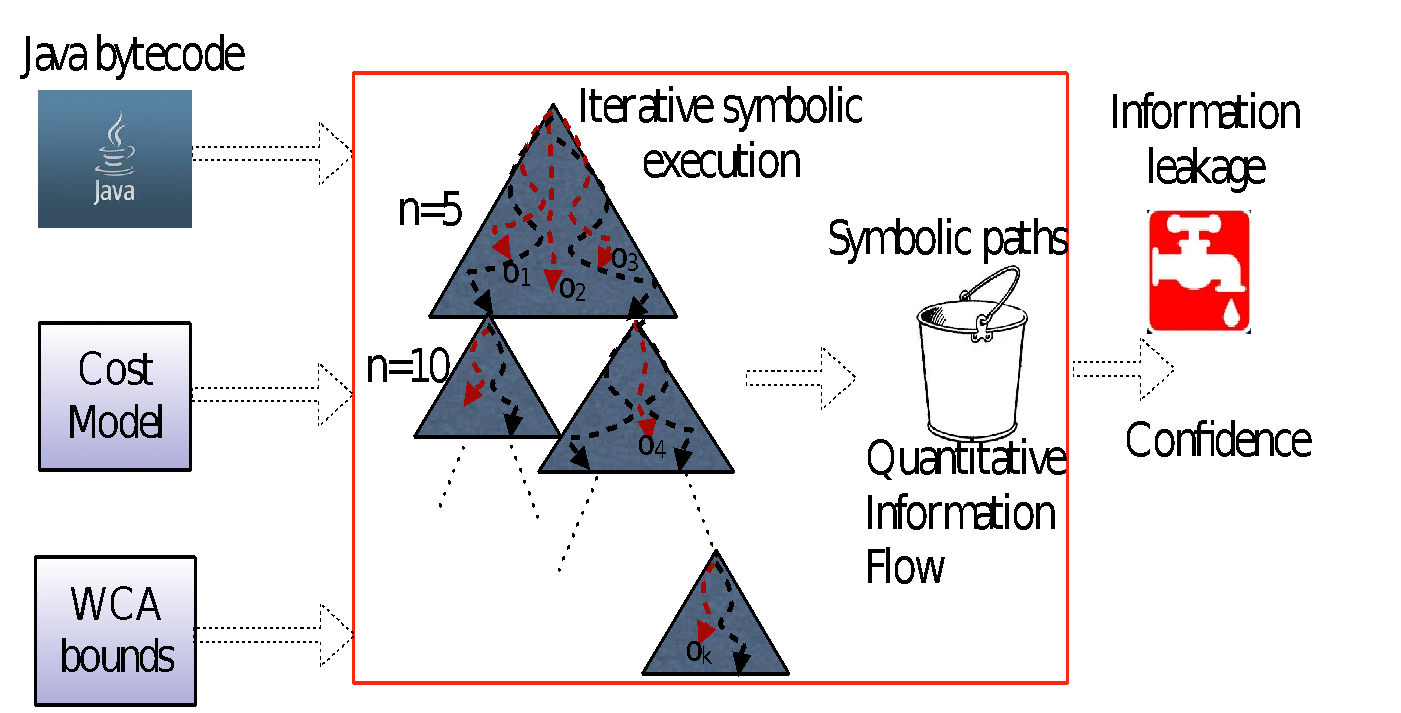 Java bytecode
Java
Cost
Model
WCA
bounds
Iterative symbolic
execution
n=5
o1
o2
o3
n=10
o4
ok
Symbolic paths
Quantitative
Information
Flow
Information
leakage
Confidence